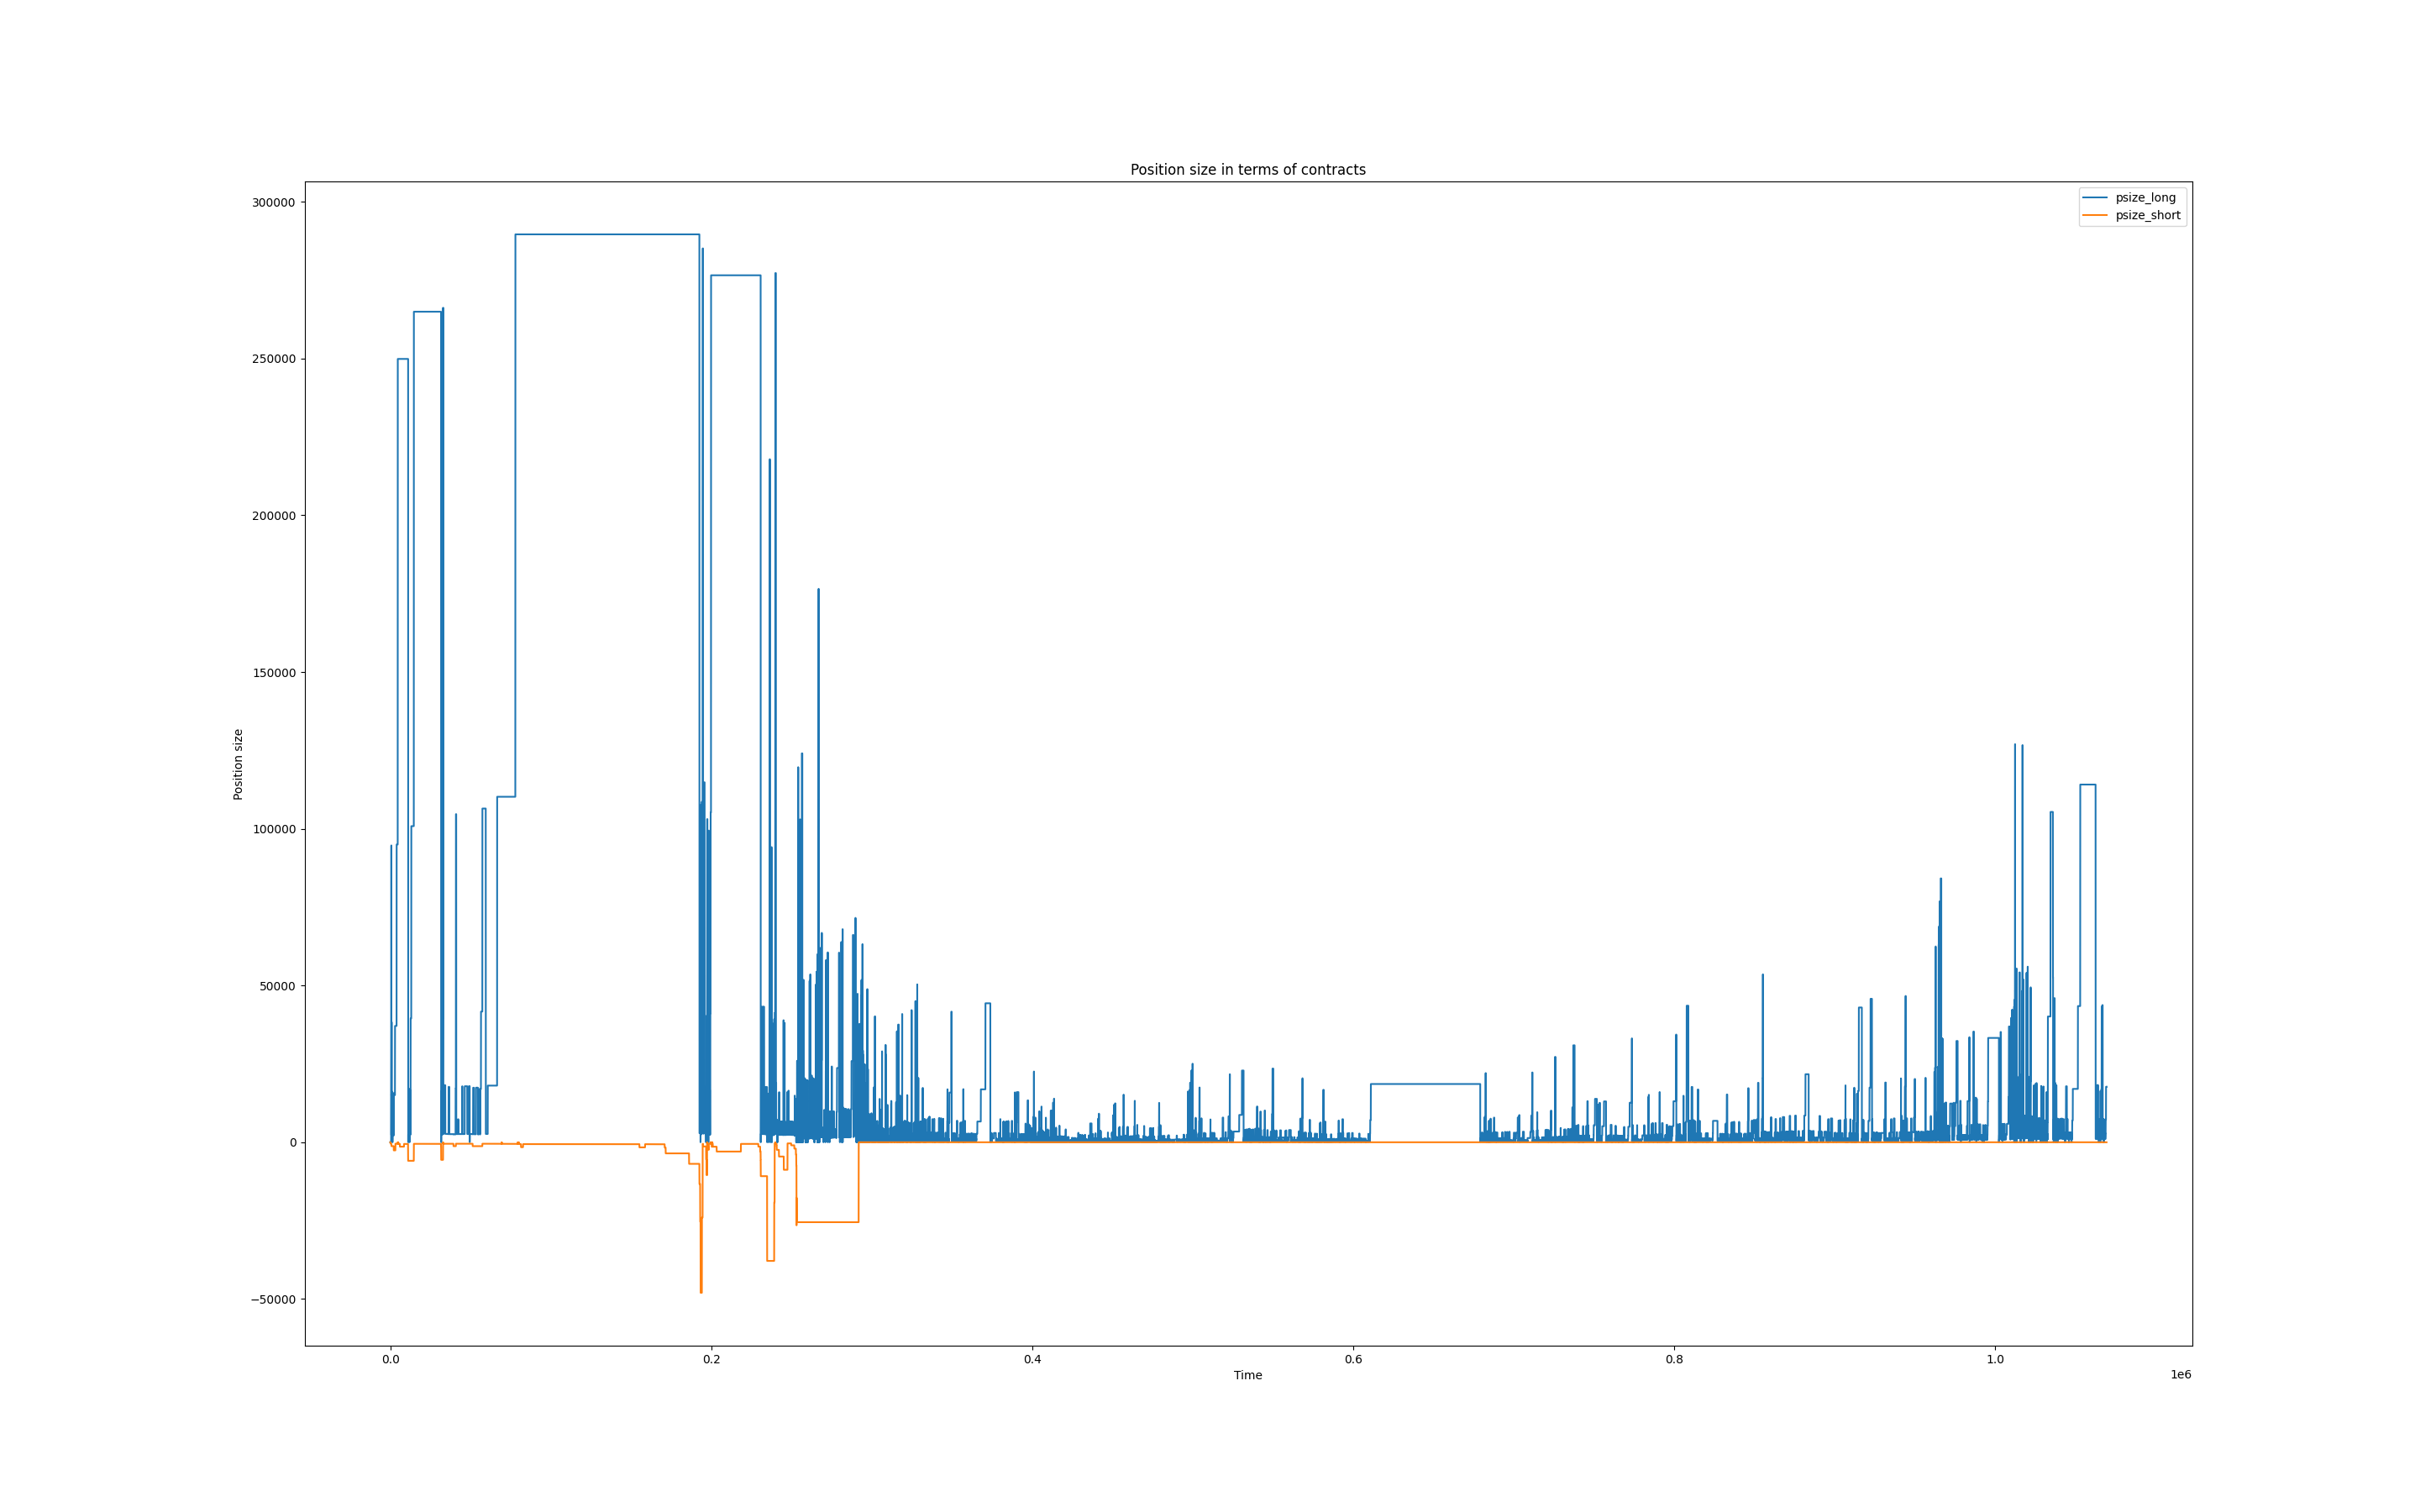 Position size in terms of contracts
psize_long
psize_short
300000
250000
200000
150000
100000
50000
0
−50000
Position size
0.0 0.2 0.4 0.6 0.8 1.0
Time
1e6